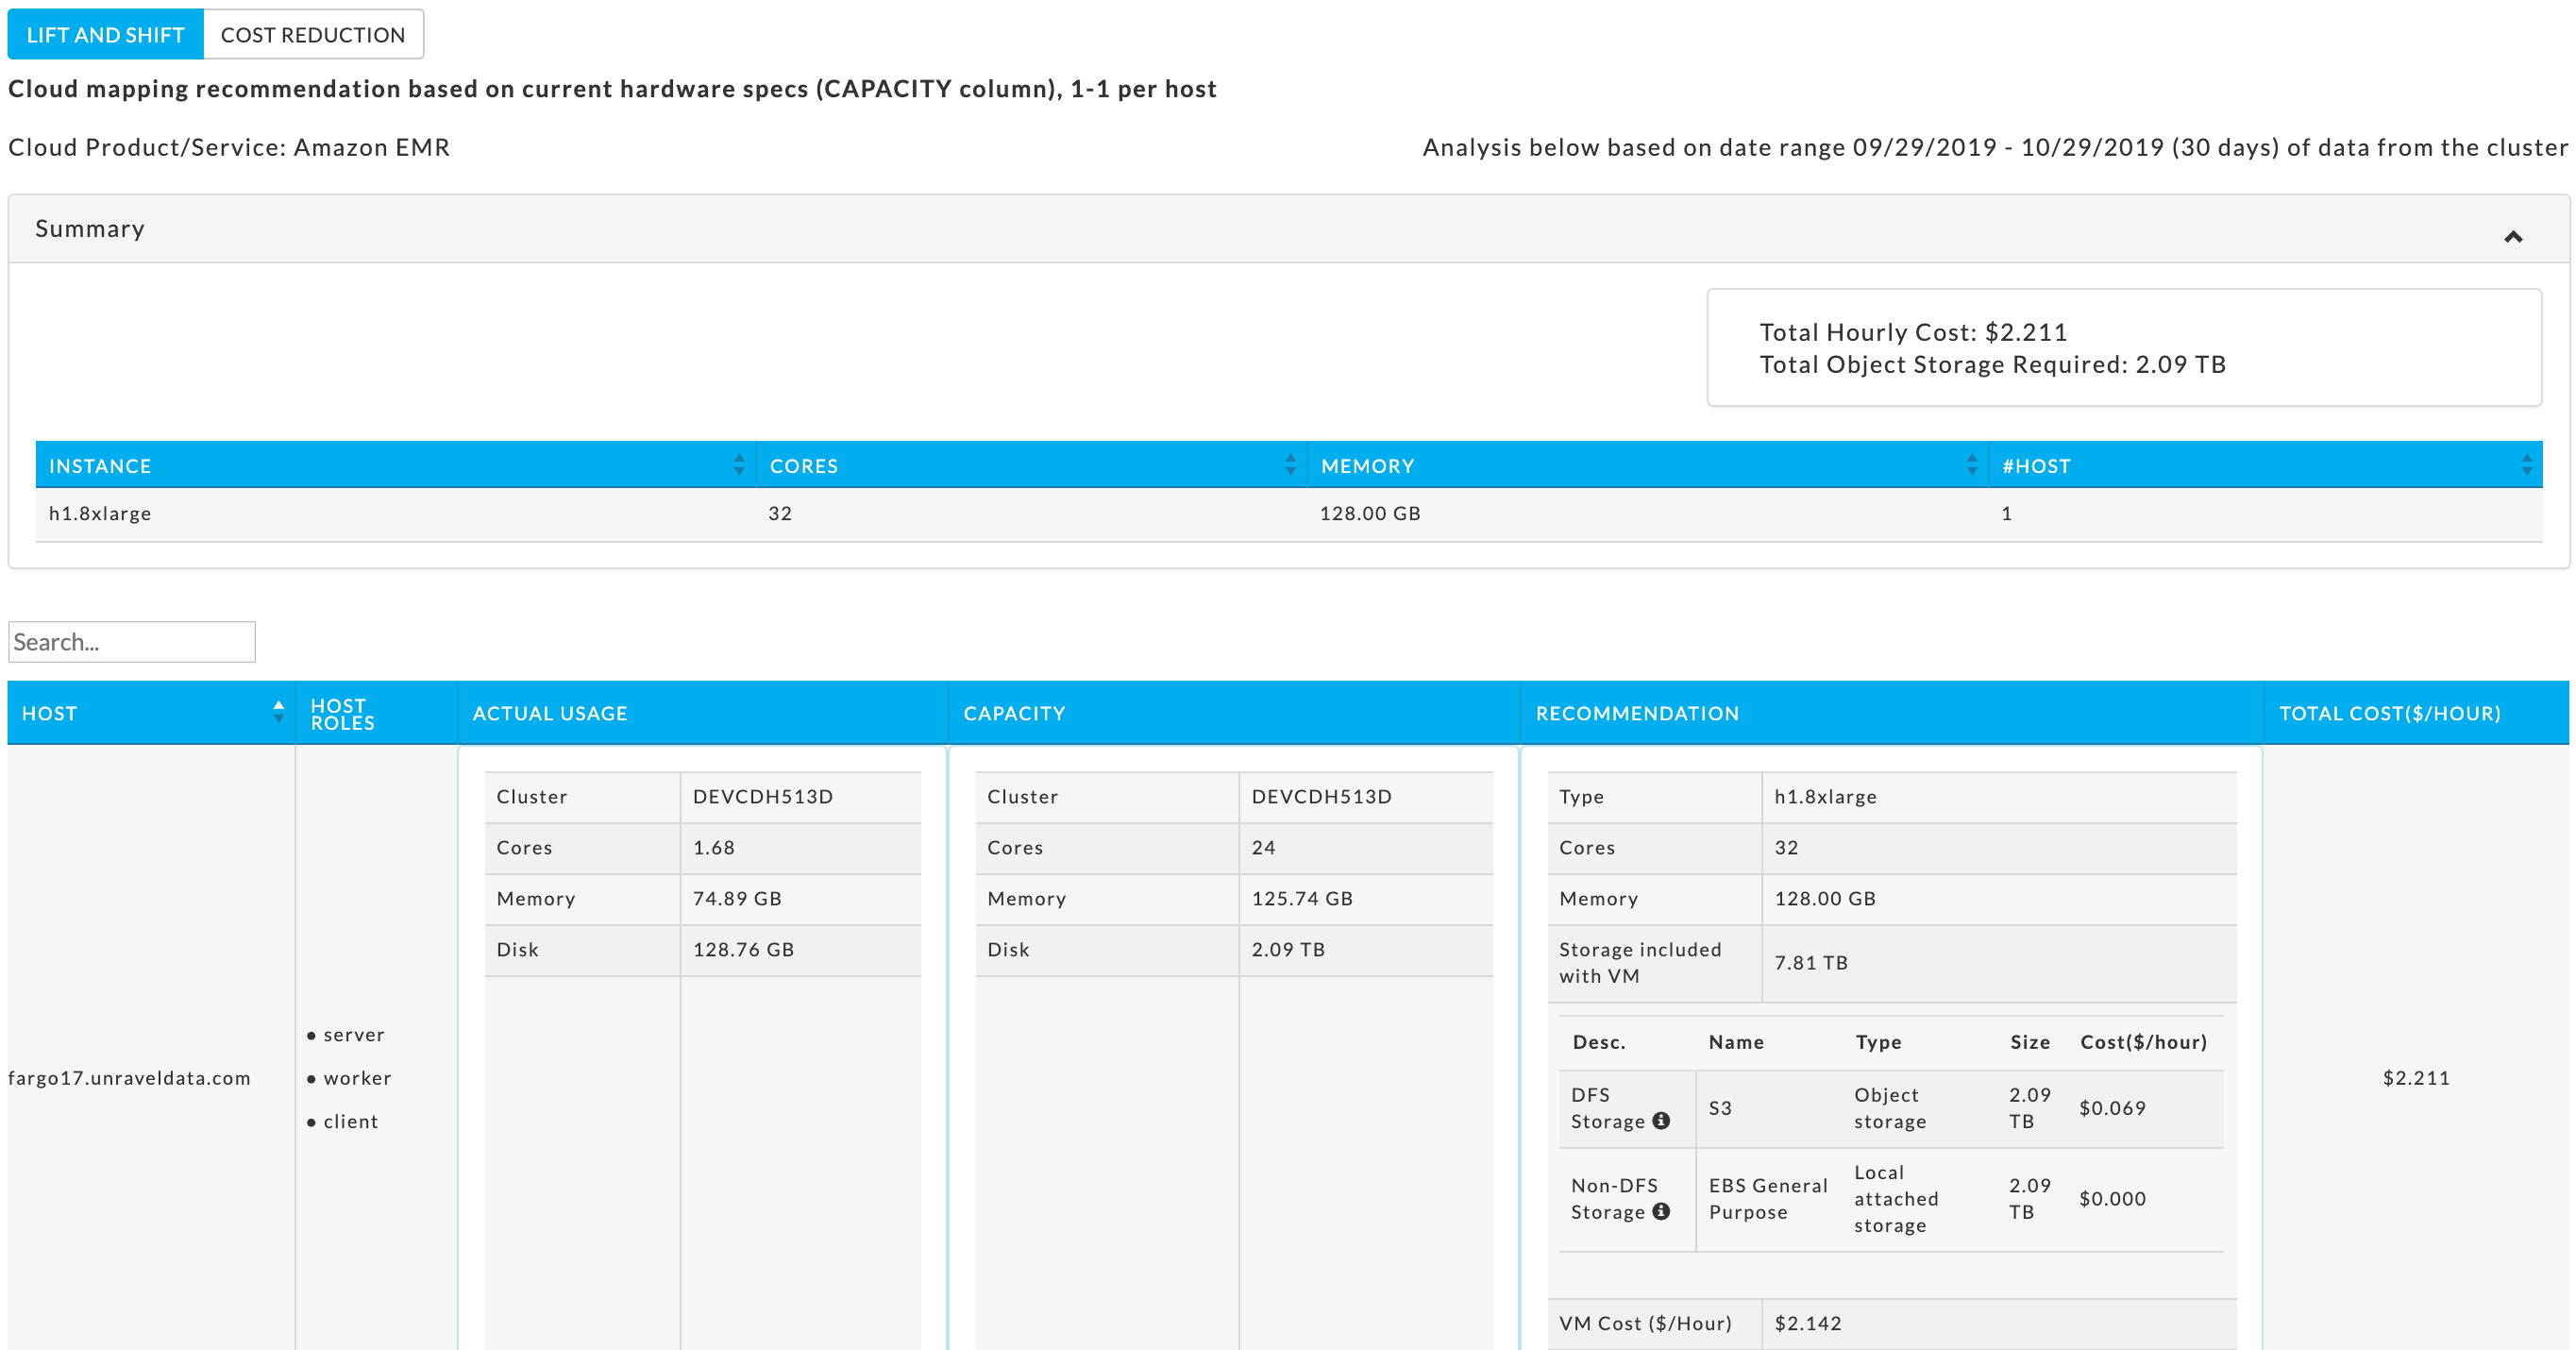 LIFT AND SHIFT COST REDUCTION
Cloud mapping recommendation based on current hardware specs (CAPACITY column), 1-1 per host
Cloud Product/Service: Amazon EMR
Analysis below based on date range 09/29/2019 - 10/29/2019 (30 days) of data from the cluster
Summary
Total Hourly Cost: $2.211
Total Object Storage Required: 2.09 TB
INSTANCE CORES MEMORY #HOST
h1.8xlarge 32 128.00 GB 1
Search...
HOST HOST ROLES ACTUAL USAGE CAPACITY RECOMMENDATION TOTAL COST($/HOUR)
fargo17.unraveldata.com
• server
• worker
• client
Cluster DEVCDH513D
Cores 1.68
Memory 74.89 GB
Disk 128.76 GB
Cluster DEVCDH513D
Cores 24
Memory 125.74 GB
Disk 2.09 TB
Type h1.8xlarge
Cores 32
Memory 128.00 GB
Storage included with VM 7.81 TB
Desc. Name Type Size Cost($/hour)
DFS Storage S3 Object storage 2.09 TB $0.069
Non-DFS Storage EBS General Purpose Local attached storage 2.09 TB $0.000
VM Cost ($/Hour) $2.142
$2.211